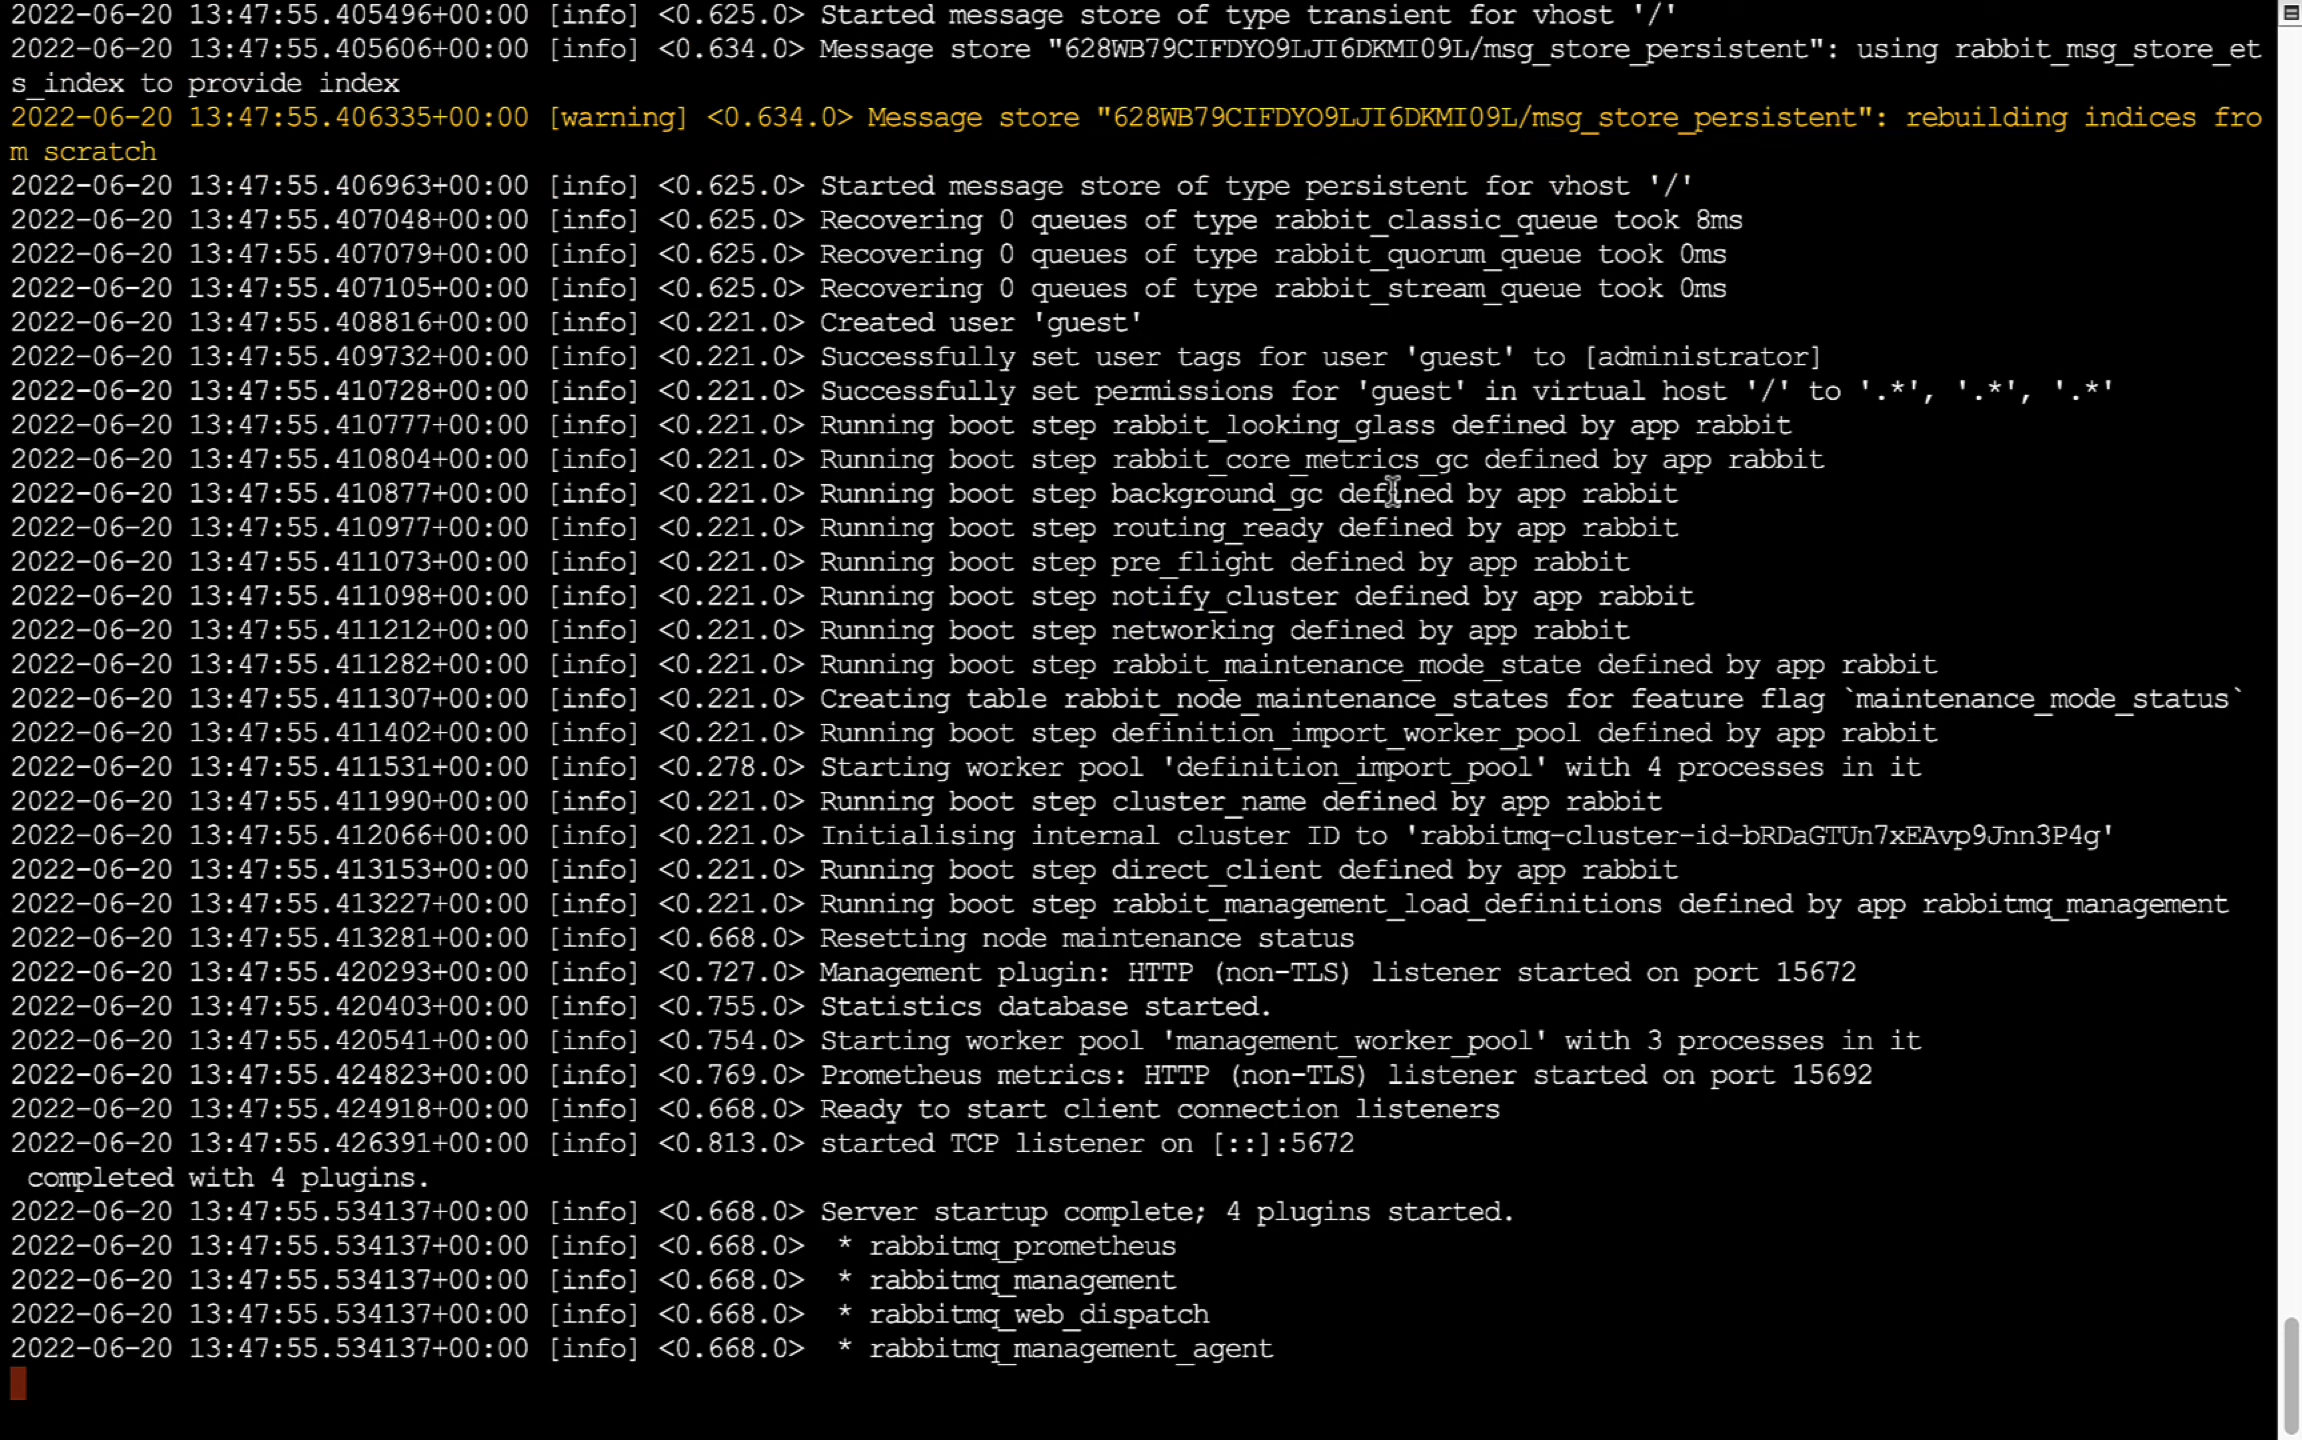 2022-06-20 13:47:55.405496+00:00 [info] <0.625.0> Started message store of type transient for vhost '/'
2022-06-20 13:47:55.405606+00:00 [info] <0.634.0> Message store "628WB79CIFDYO9LJI6DKMI09L/msg_store_persistent": using rabbit_msg_store_et
s_index to provide index
2022-06-20 13:47:55.406335+00:00 [warning] <0.634.0> Message store "628WB79CIFDYO9LJI6DKMI09L/msg_store_persistent": rebuilding indices fro
m scratch
2022-06-20 13:47:55.406963+00:00 [info] <0.625.0> Started message store of type persistent for vhost '/'
2022-06-20 13:47:55.407048+00:00 [info] <0.625.0> Recovering 0 queues of type rabbit_classic_queue took 8ms
2022-06-20 13:47:55.407079+00:00 [info] <0.625.0> Recovering 0 queues of type rabbit_quorum_queue took 0ms
2022-06-20 13:47:55.407105+00:00 [info] <0.625.0> Recovering 0 queues of type rabbit_stream_queue took 0ms
2022-06-20 13:47:55.408816+00:00 [info] <0.221.0> Created user 'guest'
2022-06-20 13:47:55.409732+00:00 [info] <0.221.0> Successfully set user tags for user 'guest' to [administrator]
2022-06-20 13:47:55.410728+00:00 [info] <0.221.0> Successfully set permissions for 'guest' in virtual host '/' to '.*', '.*', '.*'
2022-06-20 13:47:55.410777+00:00 [info] <0.221.0> Running boot step rabbit_looking_glass defined by app rabbit
2022-06-20 13:47:55.410804+00:00 [info] <0.221.0> Running boot step rabbit_core_metrics_gc defined by app rabbit
2022-06-20 13:47:55.410877+00:00 [info] <0.221.0> Running boot step background_gc defined by app rabbit
2022-06-20 13:47:55.410977+00:00 [info] <0.221.0> Running boot step routing_ready defined by app rabbit
2022-06-20 13:47:55.411073+00:00 [info] <0.221.0> Running boot step pre_flight defined by app rabbit
2022-06-20 13:47:55.411098+00:00 [info] <0.221.0> Running boot step notify_cluster defined by app rabbit
2022-06-20 13:47:55.411212+00:00 [info] <0.221.0> Running boot step networking defined by app rabbit
2022-06-20 13:47:55.411282+00:00 [info] <0.221.0> Running boot step rabbit_maintenance_mode_state defined by app rabbit
2022-06-20 13:47:55.411307+00:00 [info] <0.221.0> Creating table rabbit_node_maintenance_states for feature flag `maintenance_mode_status`
2022-06-20 13:47:55.411402+00:00 [info] <0.221.0> Running boot step definition_import_worker_pool defined by app rabbit
2022-06-20 13:47:55.411531+00:00 [info] <0.278.0> Starting worker pool 'definition_import_pool' with 4 processes in it
2022-06-20 13:47:55.411990+00:00 [info] <0.221.0> Running boot step cluster_name defined by app rabbit
2022-06-20 13:47:55.412066+00:00 [info] <0.221.0> Initialising internal cluster ID to 'rabbitmq-cluster-id-bRDaGTUn7xEAvp9Jnn3P4g'
2022-06-20 13:47:55.413153+00:00 [info] <0.221.0> Running boot step direct_client defined by app rabbit
2022-06-20 13:47:55.413227+00:00 [info] <0.221.0> Running boot step rabbit_management_load_definitions defined by app rabbitmq_management
2022-06-20 13:47:55.413281+00:00 [info] <0.668.0> Resetting node maintenance status
2022-06-20 13:47:55.420293+00:00 [info] <0.727.0> Management plugin: HTTP (non-TLS) listener started on port 15672
2022-06-20 13:47:55.420403+00:00 [info] <0.755.0> Statistics database started.
2022-06-20 13:47:55.420541+00:00 [info] <0.754.0> Starting worker pool 'management_worker_pool' with 3 processes in it
2022-06-20 13:47:55.424823+00:00 [info] <0.769.0> Prometheus metrics: HTTP (non-TLS) listener started on port 15692
2022-06-20 13:47:55.424918+00:00 [info] <0.668.0> Ready to start client connection listeners
2022-06-20 13:47:55.426391+00:00 [info] <0.813.0> started TCP listener on [::]:5672
 completed with 4 plugins.
2022-06-20 13:47:55.534137+00:00 [info] <0.668.0> Server startup complete; 4 plugins started.
2022-06-20 13:47:55.534137+00:00 [info] <0.668.0>  * rabbitmq_prometheus
2022-06-20 13:47:55.534137+00:00 [info] <0.668.0>  * rabbitmq_management
2022-06-20 13:47:55.534137+00:00 [info] <0.668.0>  * rabbitmq_web_dispatch
2022-06-20 13:47:55.534137+00:00 [info] <0.668.0>  * rabbitmq_management_agent